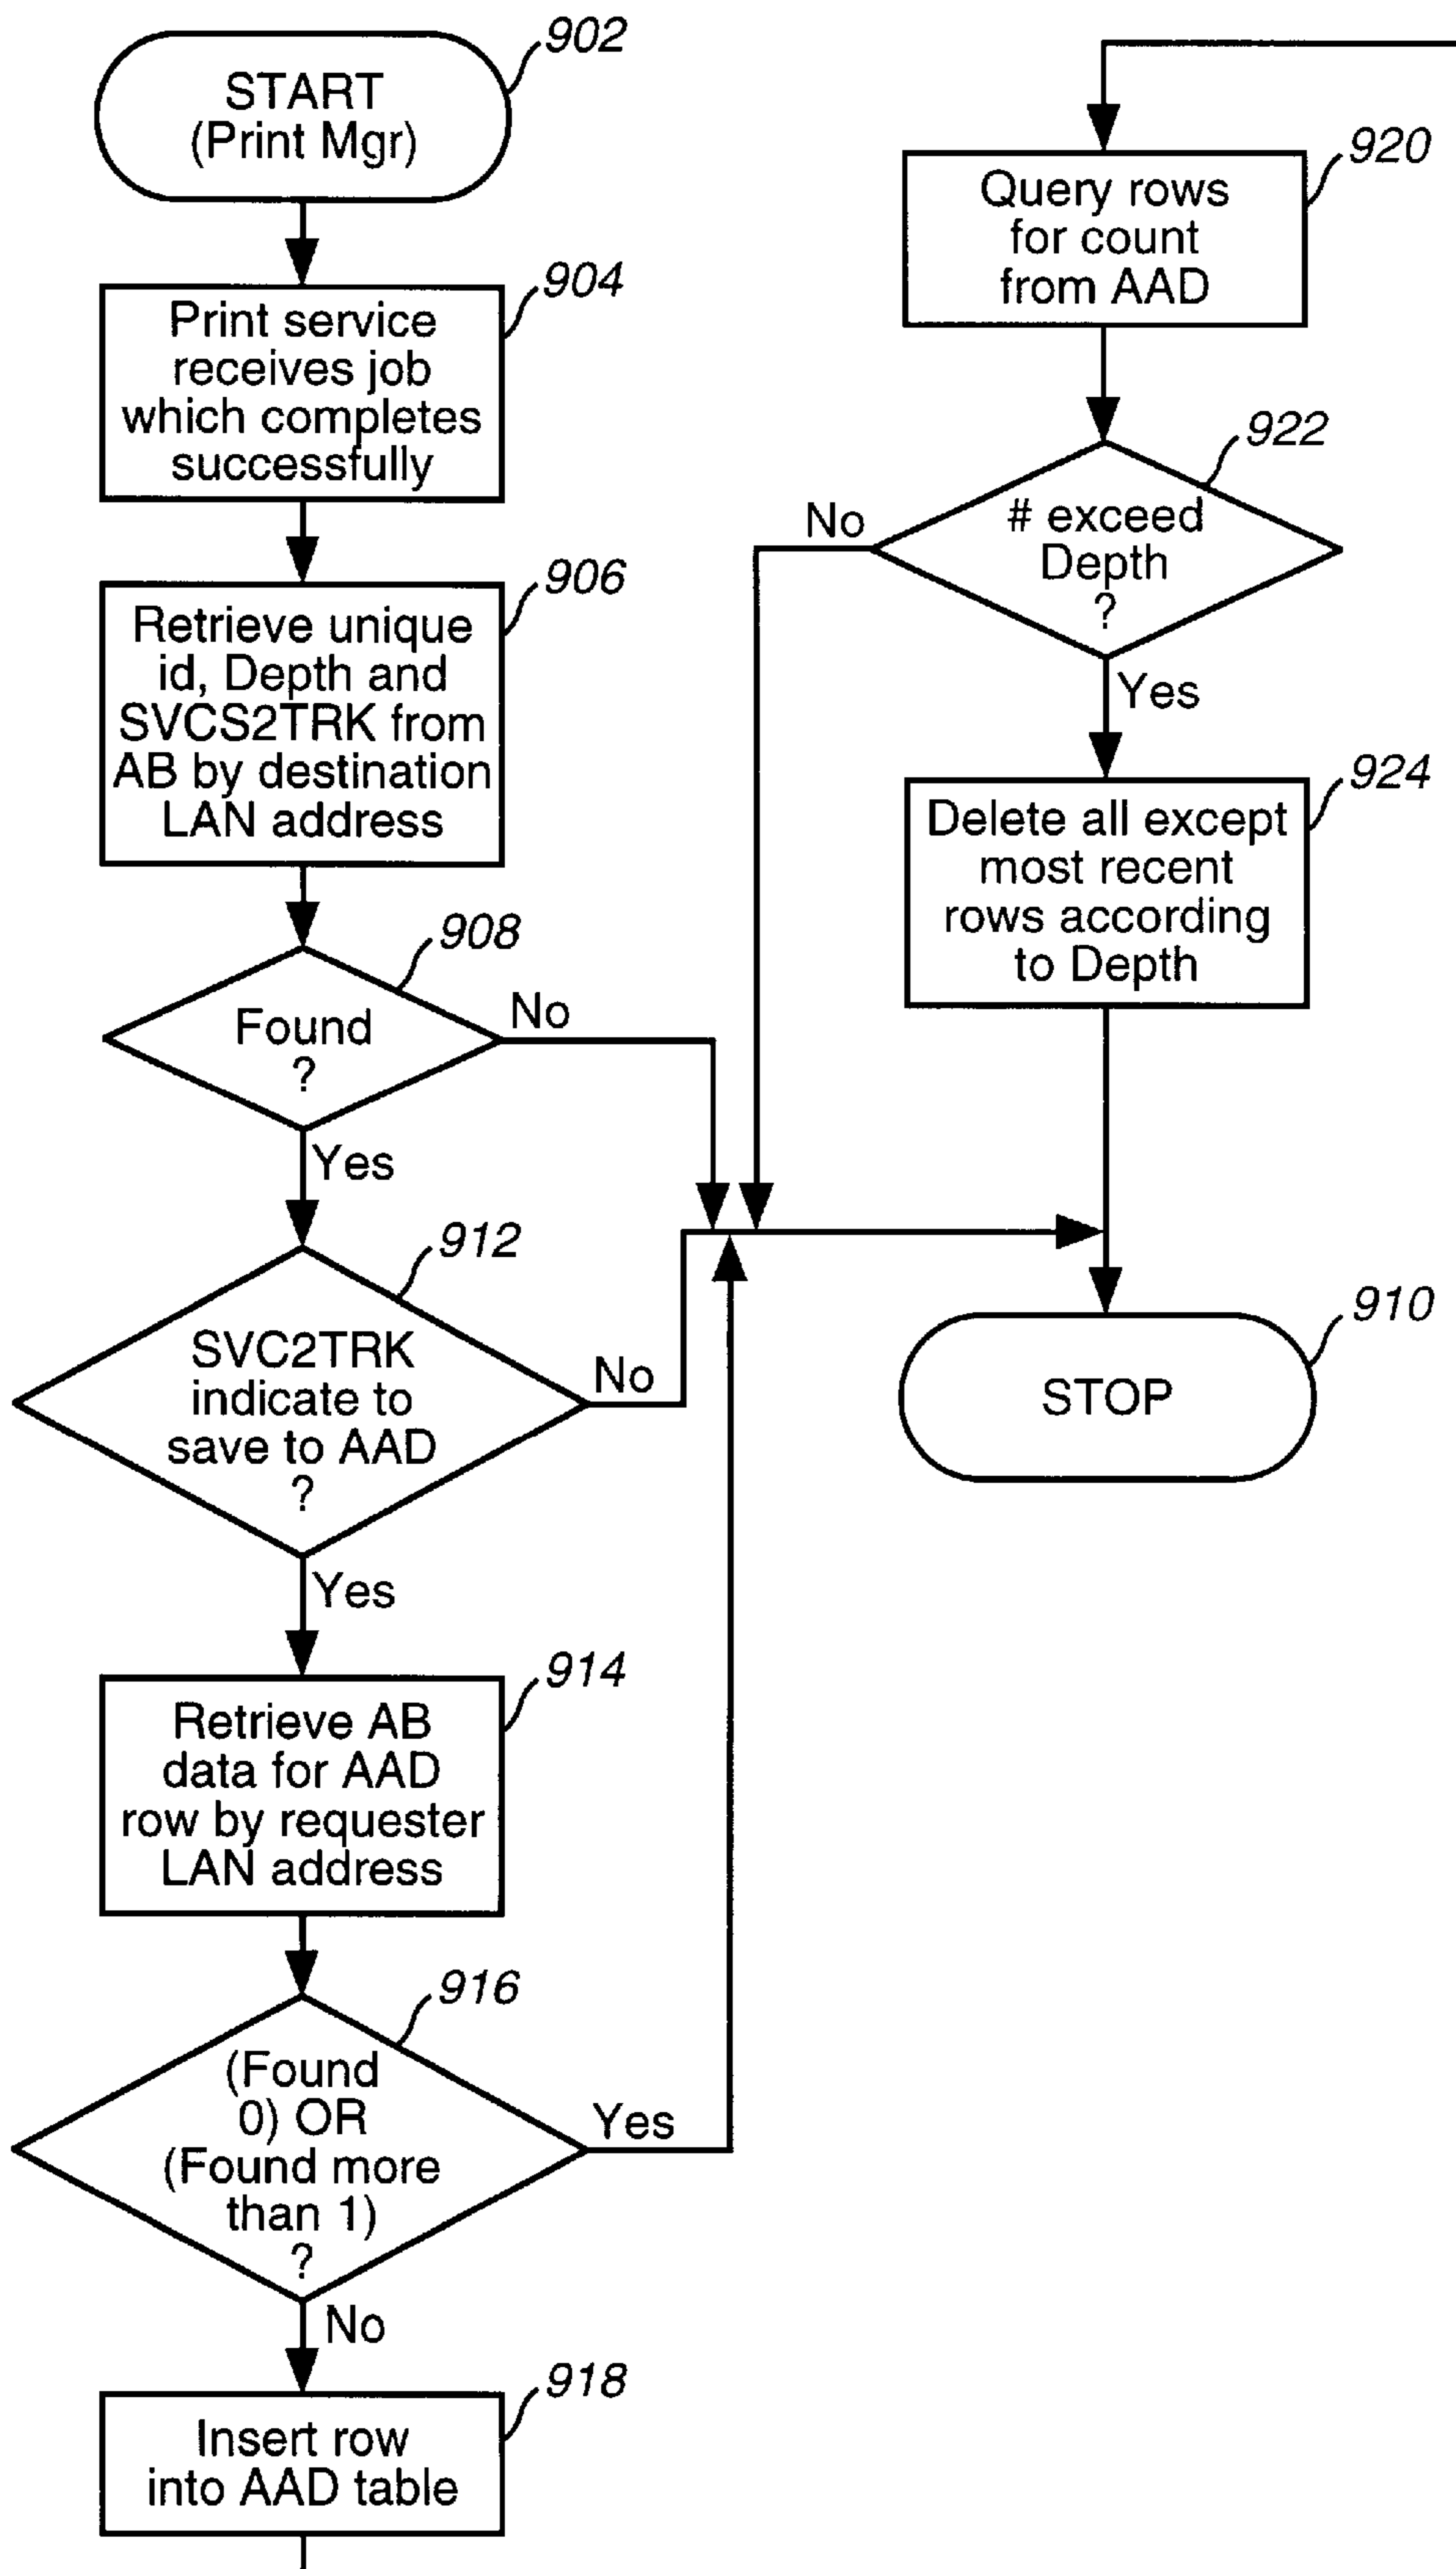 902
START
(Print Mgr)
904
Print service
receives job
which completes
successfully
906
Retrieve unique
id, Depth and
SVCS2TRK from
AB by destination
LAN address
908
Found
?
No
Yes
912
SVC2TRK
indicate to
save to AAD
?
No
Yes
914
Retrieve AB
data for AAD
row by requester
LAN address
916
(Found
0) OR
(Found more
than 1)
?
Yes
No
918
Insert row
into AAD table
920
Query rows
for count
from AAD
922
# exceed
Depth
?
No
Yes
924
Delete all except
most recent
rows according
to Depth
910
STOP